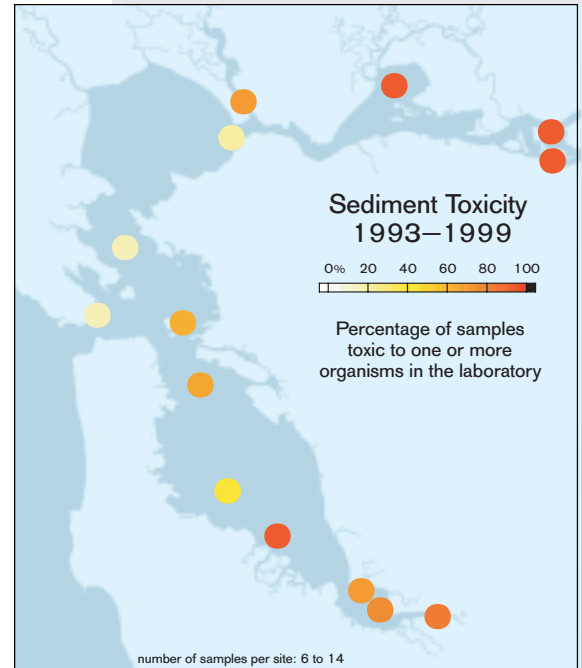 Sediment Toxicity
1993–1999
0% 20 40 60 80 100
Percentage of samples
toxic to one or more
organisms in the laboratory
number of samples per site: 6 to 14